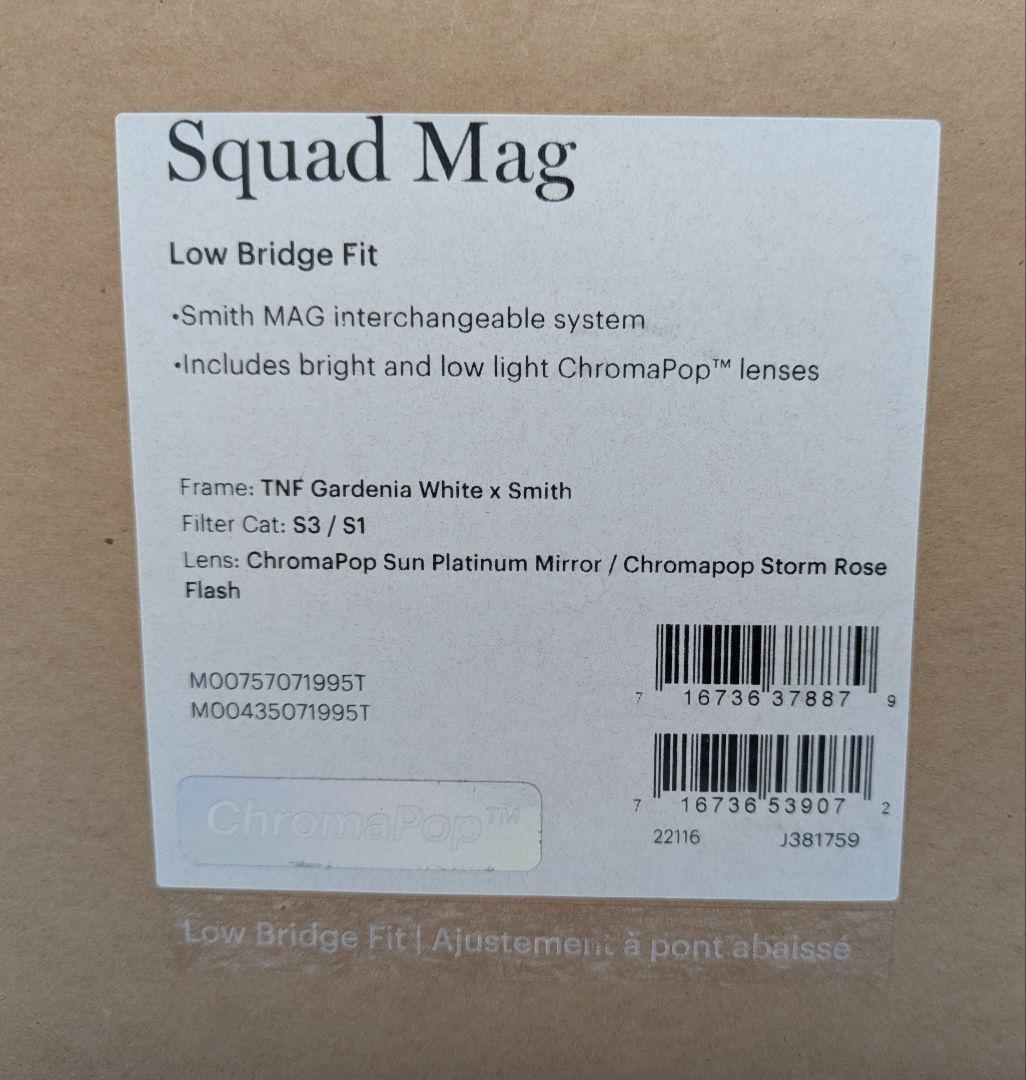 Squad Mag
Low Bridge Fit
•Smith MAG interchangeable system
•Includes bright and low light ChromaPop™ lenses
Frame: TNF Gardenia White x Smith
Filter Cat: S3 / S1
Lens: ChromaPop Sun Platinum Mirror / Chromapop Storm Rose
Flash
M00757071995T
M00435071995T
7 16736 37887 9
7 16736 53907 2
22116 J381759
ChromaPop™
Low Bridge Fit | Ajustement à pont abaissé